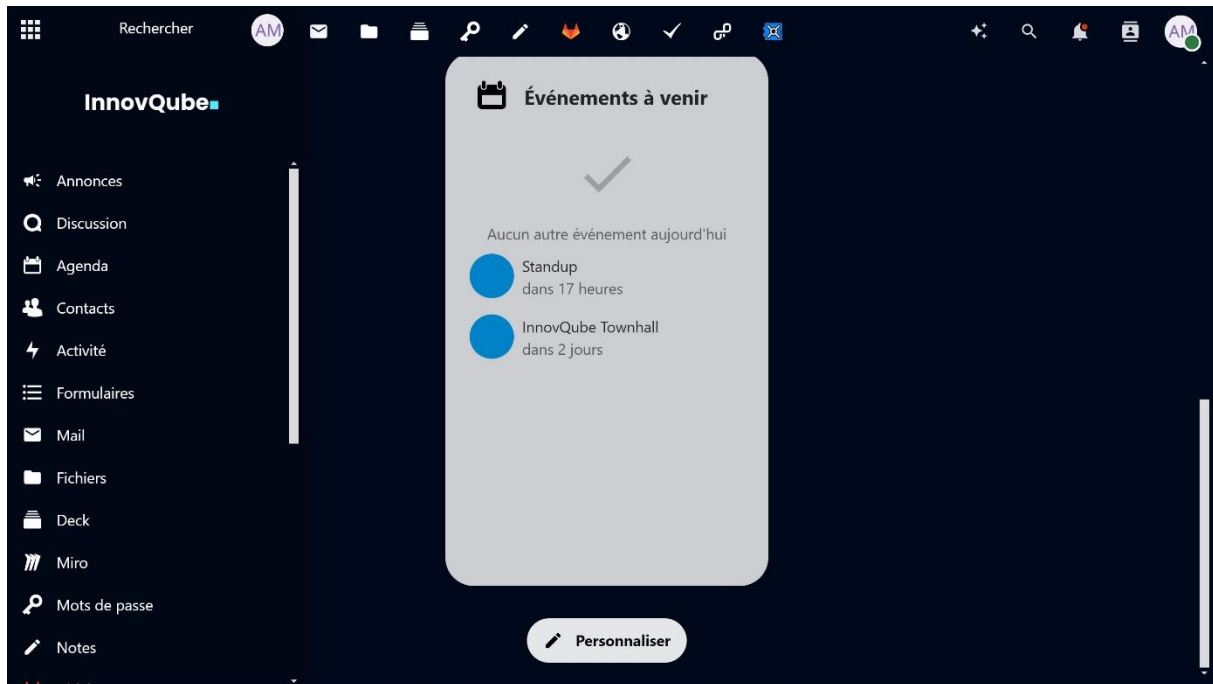 Rechercher
AM
AM
InnovQube
Annonces
Discussion
Agenda
Contacts
Activité
Formulaires
Mail
Fichiers
Deck
Miro
Mots de passe
Notes
Événements à venir
Aucun autre événement aujourd'hui
Standup
dans 17 heures
InnovQube Townhall
dans 2 jours
Personnaliser